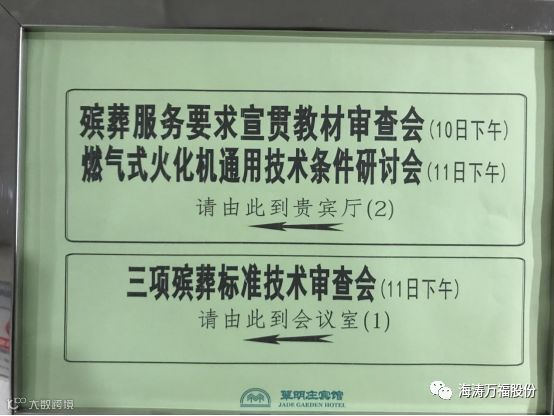 殡葬服务要求宣贯教材审查会(10日下午)
燃气式火化机通用技术条件研讨会(11日下午)
请由此到贵宾厅(2)
三项殡葬标准技术审查会(11日下午)
请由此到会议室(1)
翠明庄宾馆
JADE GARDEN HOTEL
大数跨境
海涛万福股份